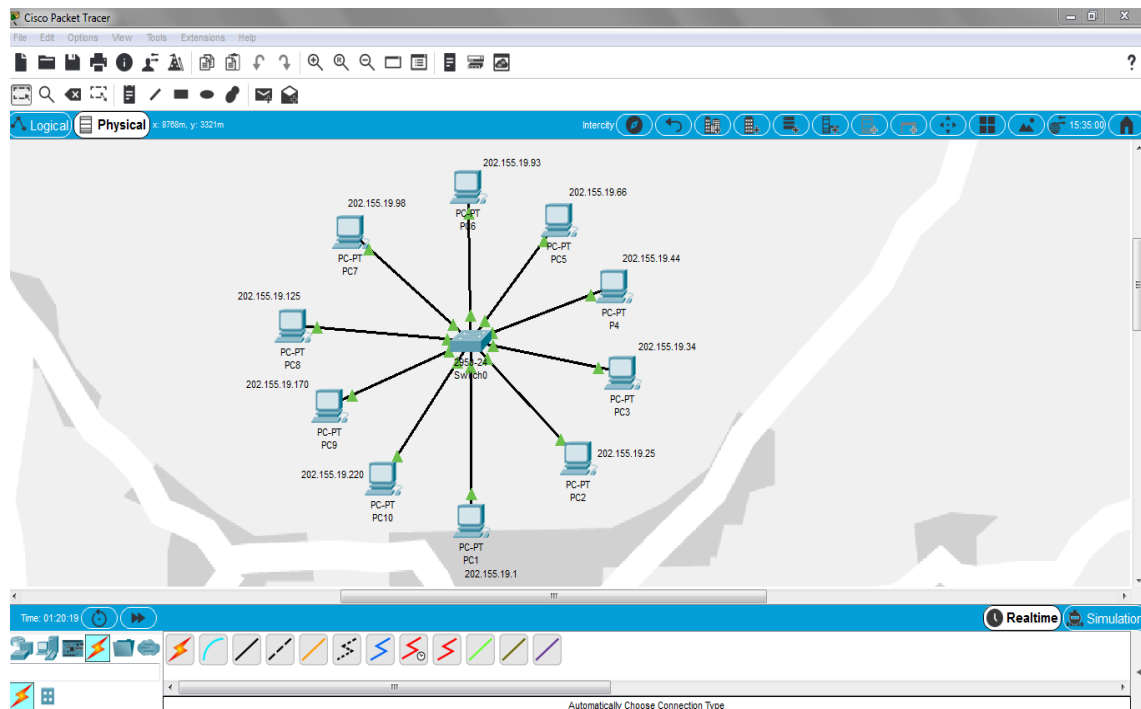 Cisco Packet Tracer
File Edit Options View Tools Extensions Help
?
Logical Physical x: 8768m, y: 3321m Intercity 15:35:00
202.155.19.93
PC-PT
PC6
202.155.19.66
PC-PT
PC5
202.155.19.98
PC-PT
PC7
202.155.19.44
PC-PT
P4
202.155.19.125
PC-PT
PC8
2950-24
Switch0
202.155.19.34
PC-PT
PC3
202.155.19.170
PC-PT
PC9
202.155.19.25
PC-PT
PC2
202.155.19.220
PC-PT
PC10
PC-PT
PC1
202.155.19.1
Time: 01:20:19 Realtime Simulation
Automatically Choose Connection Type